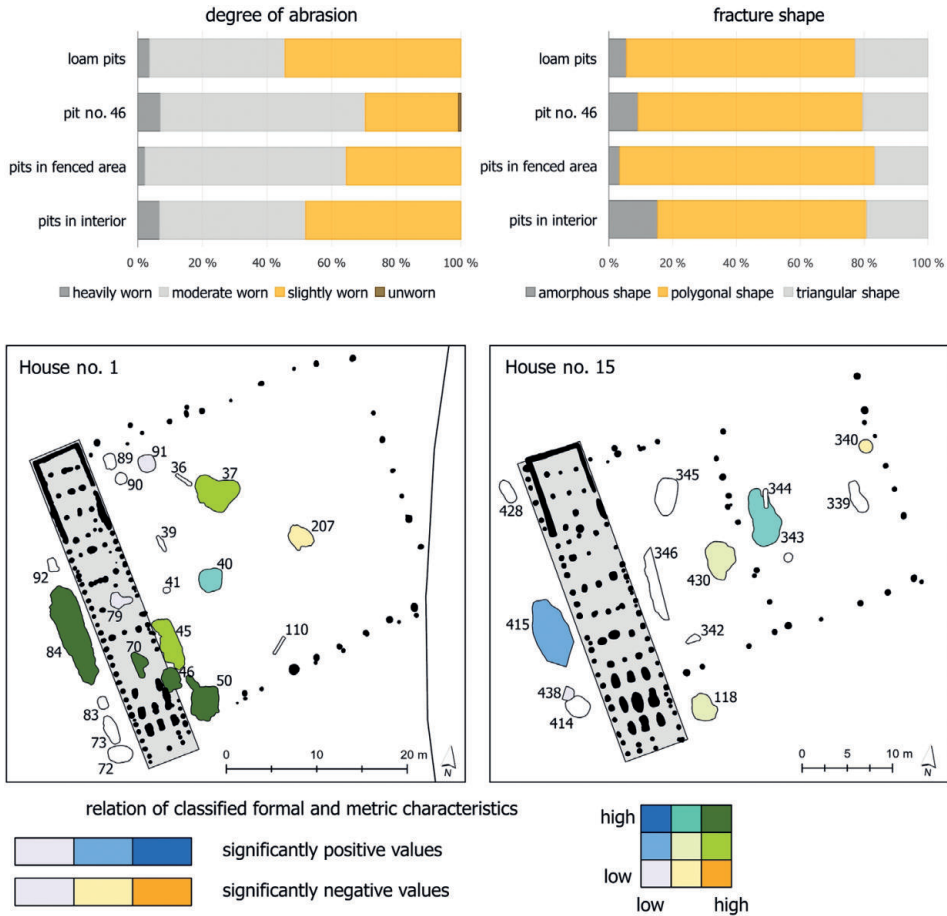 degree of abrasion
loam pits
pit no. 46
pits in fenced area
pits in interior
0 % 20 % 40 % 60 % 80 % 100 %
heavily worn moderate worn slightly worn unworn
fracture shape
loam pits
pit no. 46
pits in fenced area
pits in interior
0 % 20 % 40 % 60 % 80 % 100 %
amorphous shape polygonal shape triangular shape
House no. 1
89
91
36
37
90
207
39
40
92
41
79
45
84
70
110
46
50
83
73
72
0 10 20 m
N
House no. 15
340
345
344
339
428
343
346
430
415
342
438
118
414
0 5 10 m
N
relation of classified formal and metric characteristics
significantly positive values
significantly negative values
high
low
low high